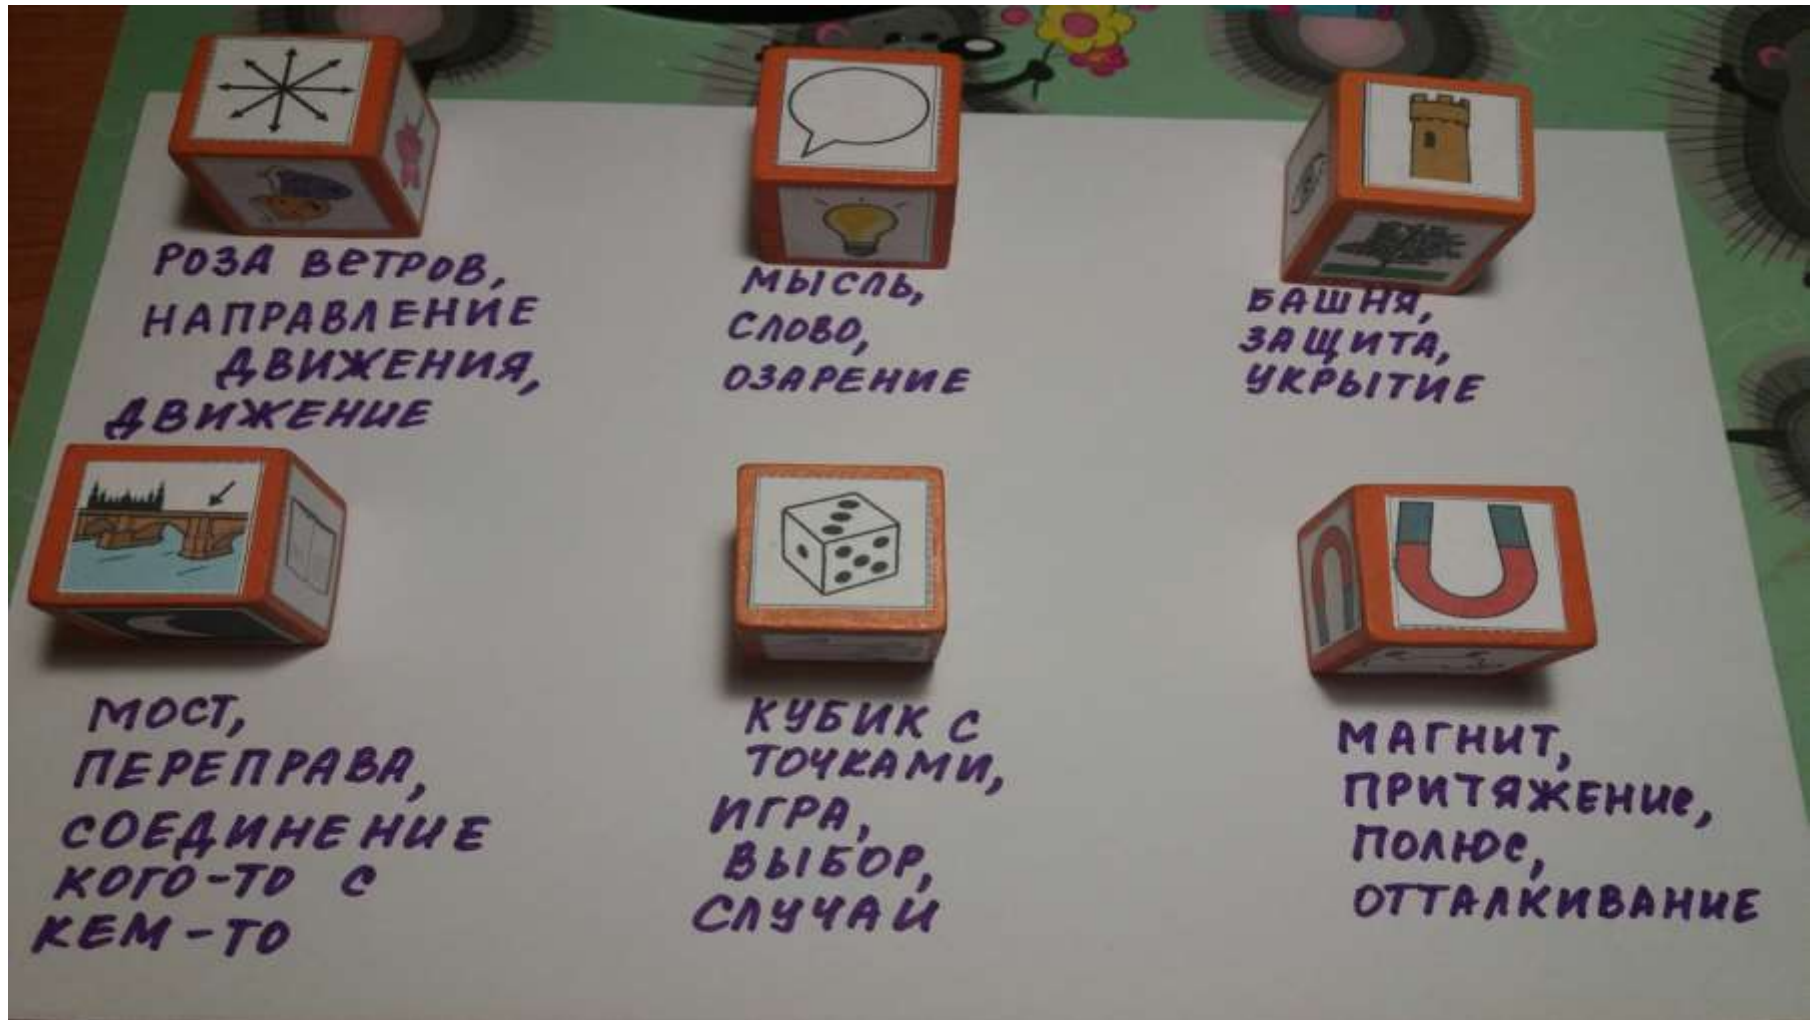 РОЗА ВЕТРОВ,
НАПРАВЛЕНИЕ
ДВИЖЕНИЯ,
ДВИЖЕНИЕ
МЫСЛЬ,
СЛОВО,
ОЗАРЕНИЕ
БАШНЯ,
ЗАЩИТА,
УКРЫТИЕ
МОСТ,
ПЕРЕПРАВА,
СОЕДИНЕНИЕ
КОГО-ТО С
КЕМ-ТО
КУБИК С
ТОЧКАМИ,
ИГРА,
ВЫБОР,
СЛУЧАИ
МАГНИТ,
ПРИТЯЖЕНИЕ,
ПОЛЮС,
ОТТАЛКИВАНИЕ